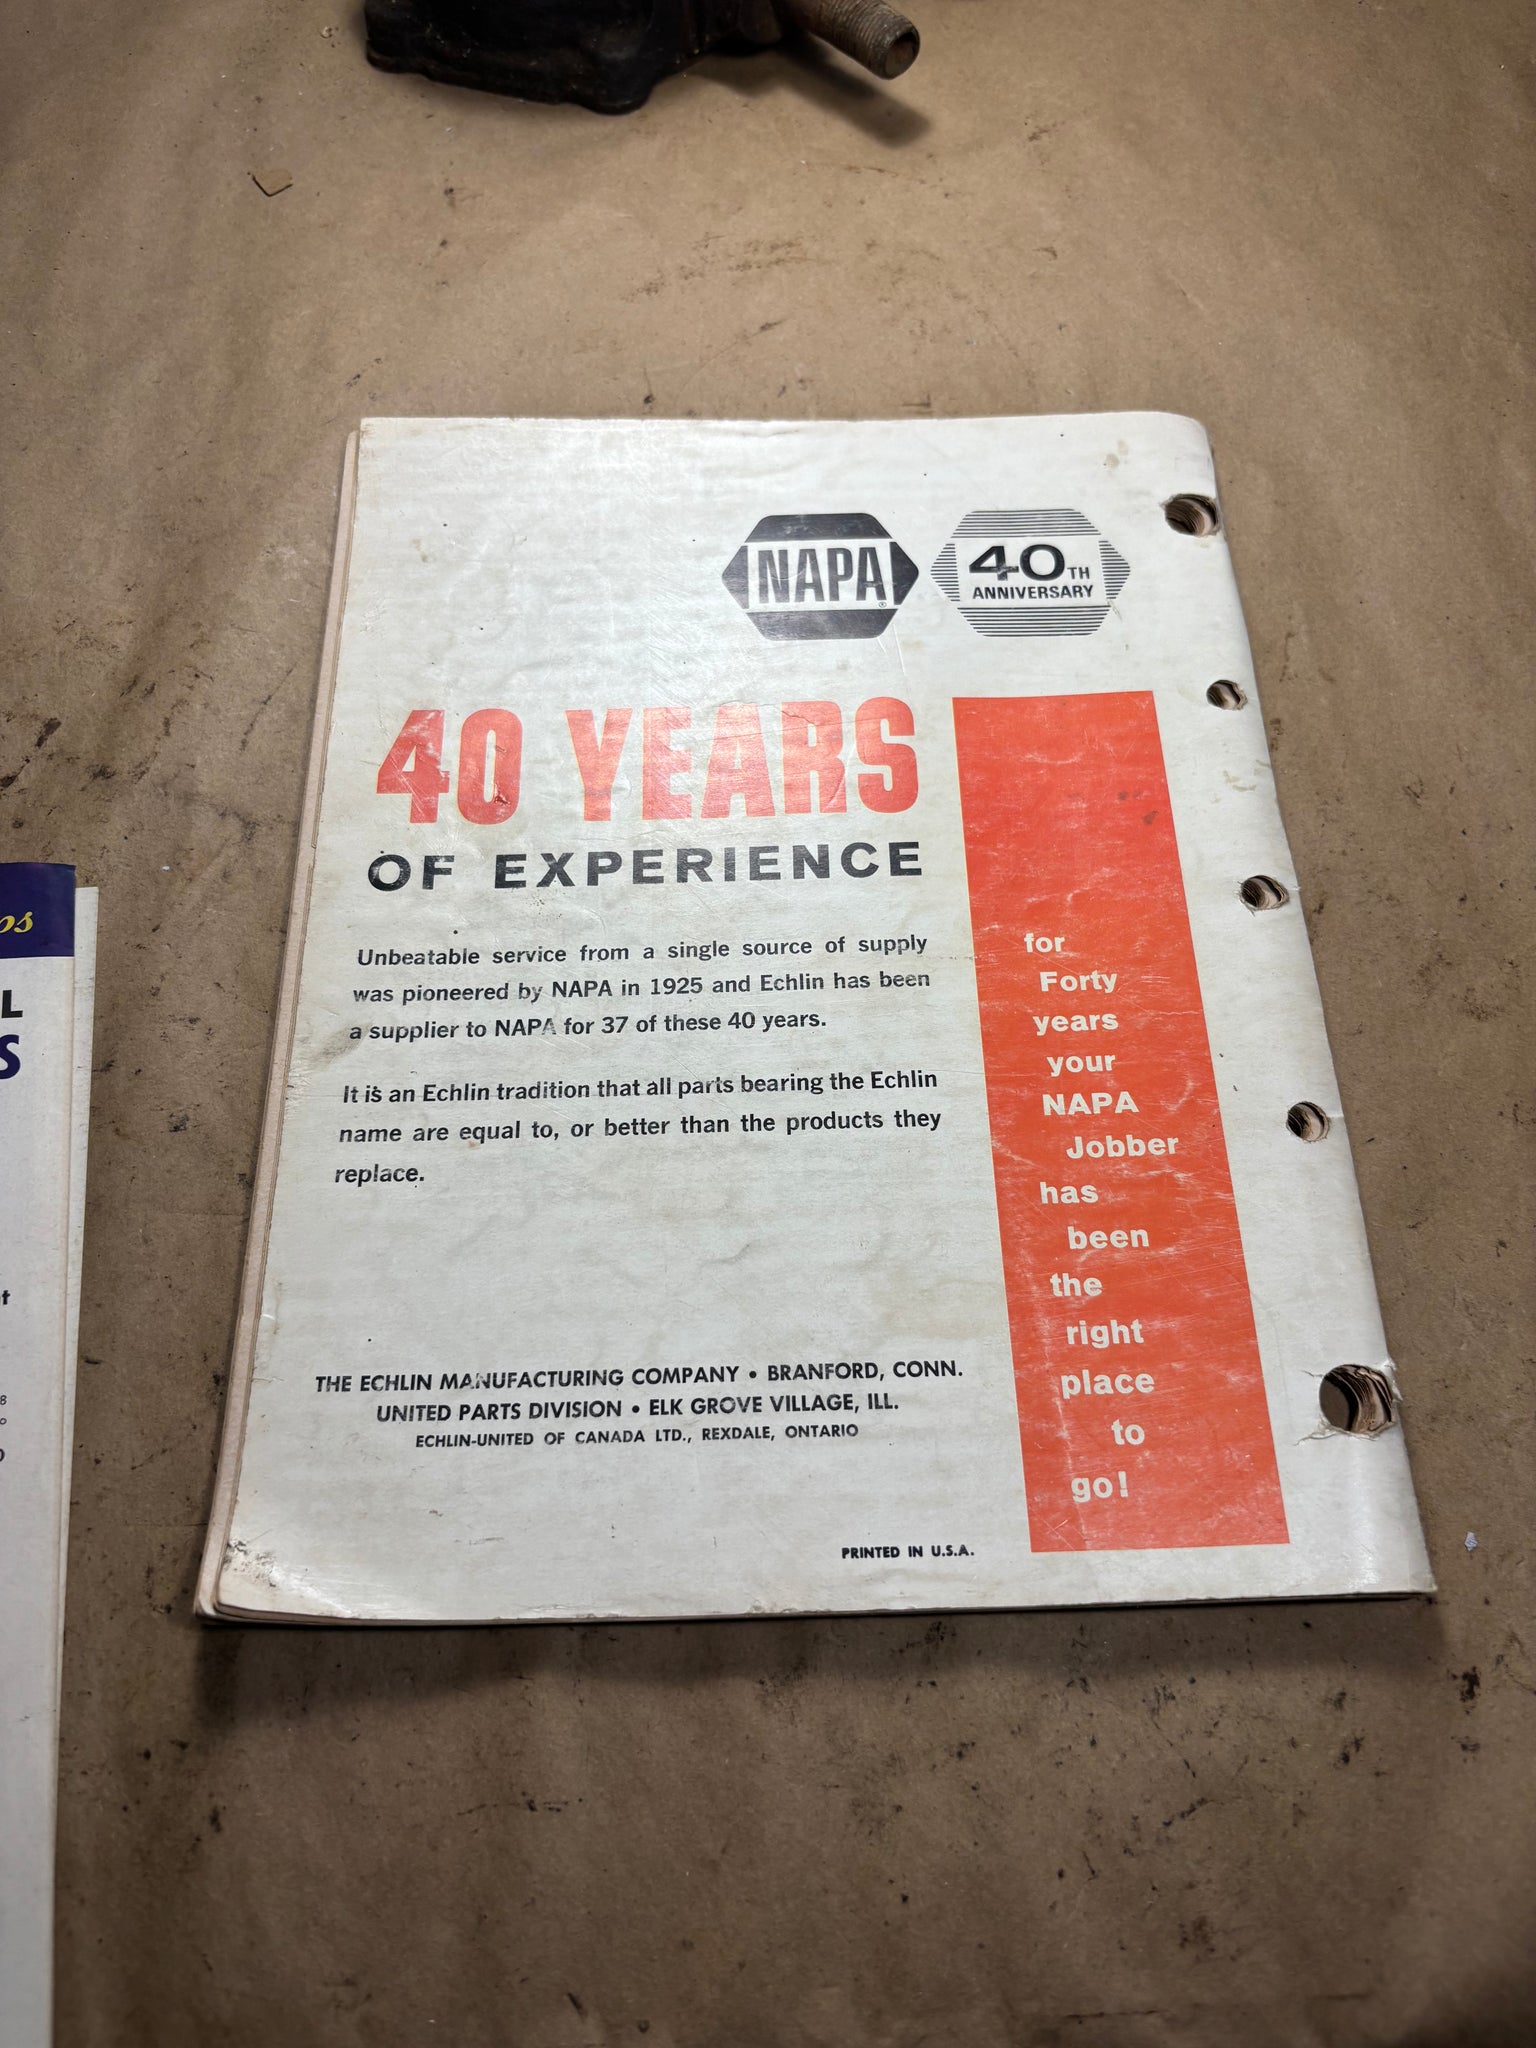 NAPA®
40TH
ANNIVERSARY
40 YEARS
OF EXPERIENCE
Unbeatable service from a single source of supply
was pioneered by NAPA in 1925 and Echlin has been
a supplier to NAPA for 37 of these 40 years.
It is an Echlin tradition that all parts bearing the Echlin
name are equal to, or better than the products they
replace.
THE ECHLIN MANUFACTURING COMPANY • BRANFORD, CONN.
UNITED PARTS DIVISION • ELK GROVE VILLAGE, ILL.
ECHLIN-UNITED OF CANADA LTD., REXDALE, ONTARIO
PRINTED IN U.S.A.
for
Forty
years
your
NAPA
Jobber
has
been
the
right
place
to
go!